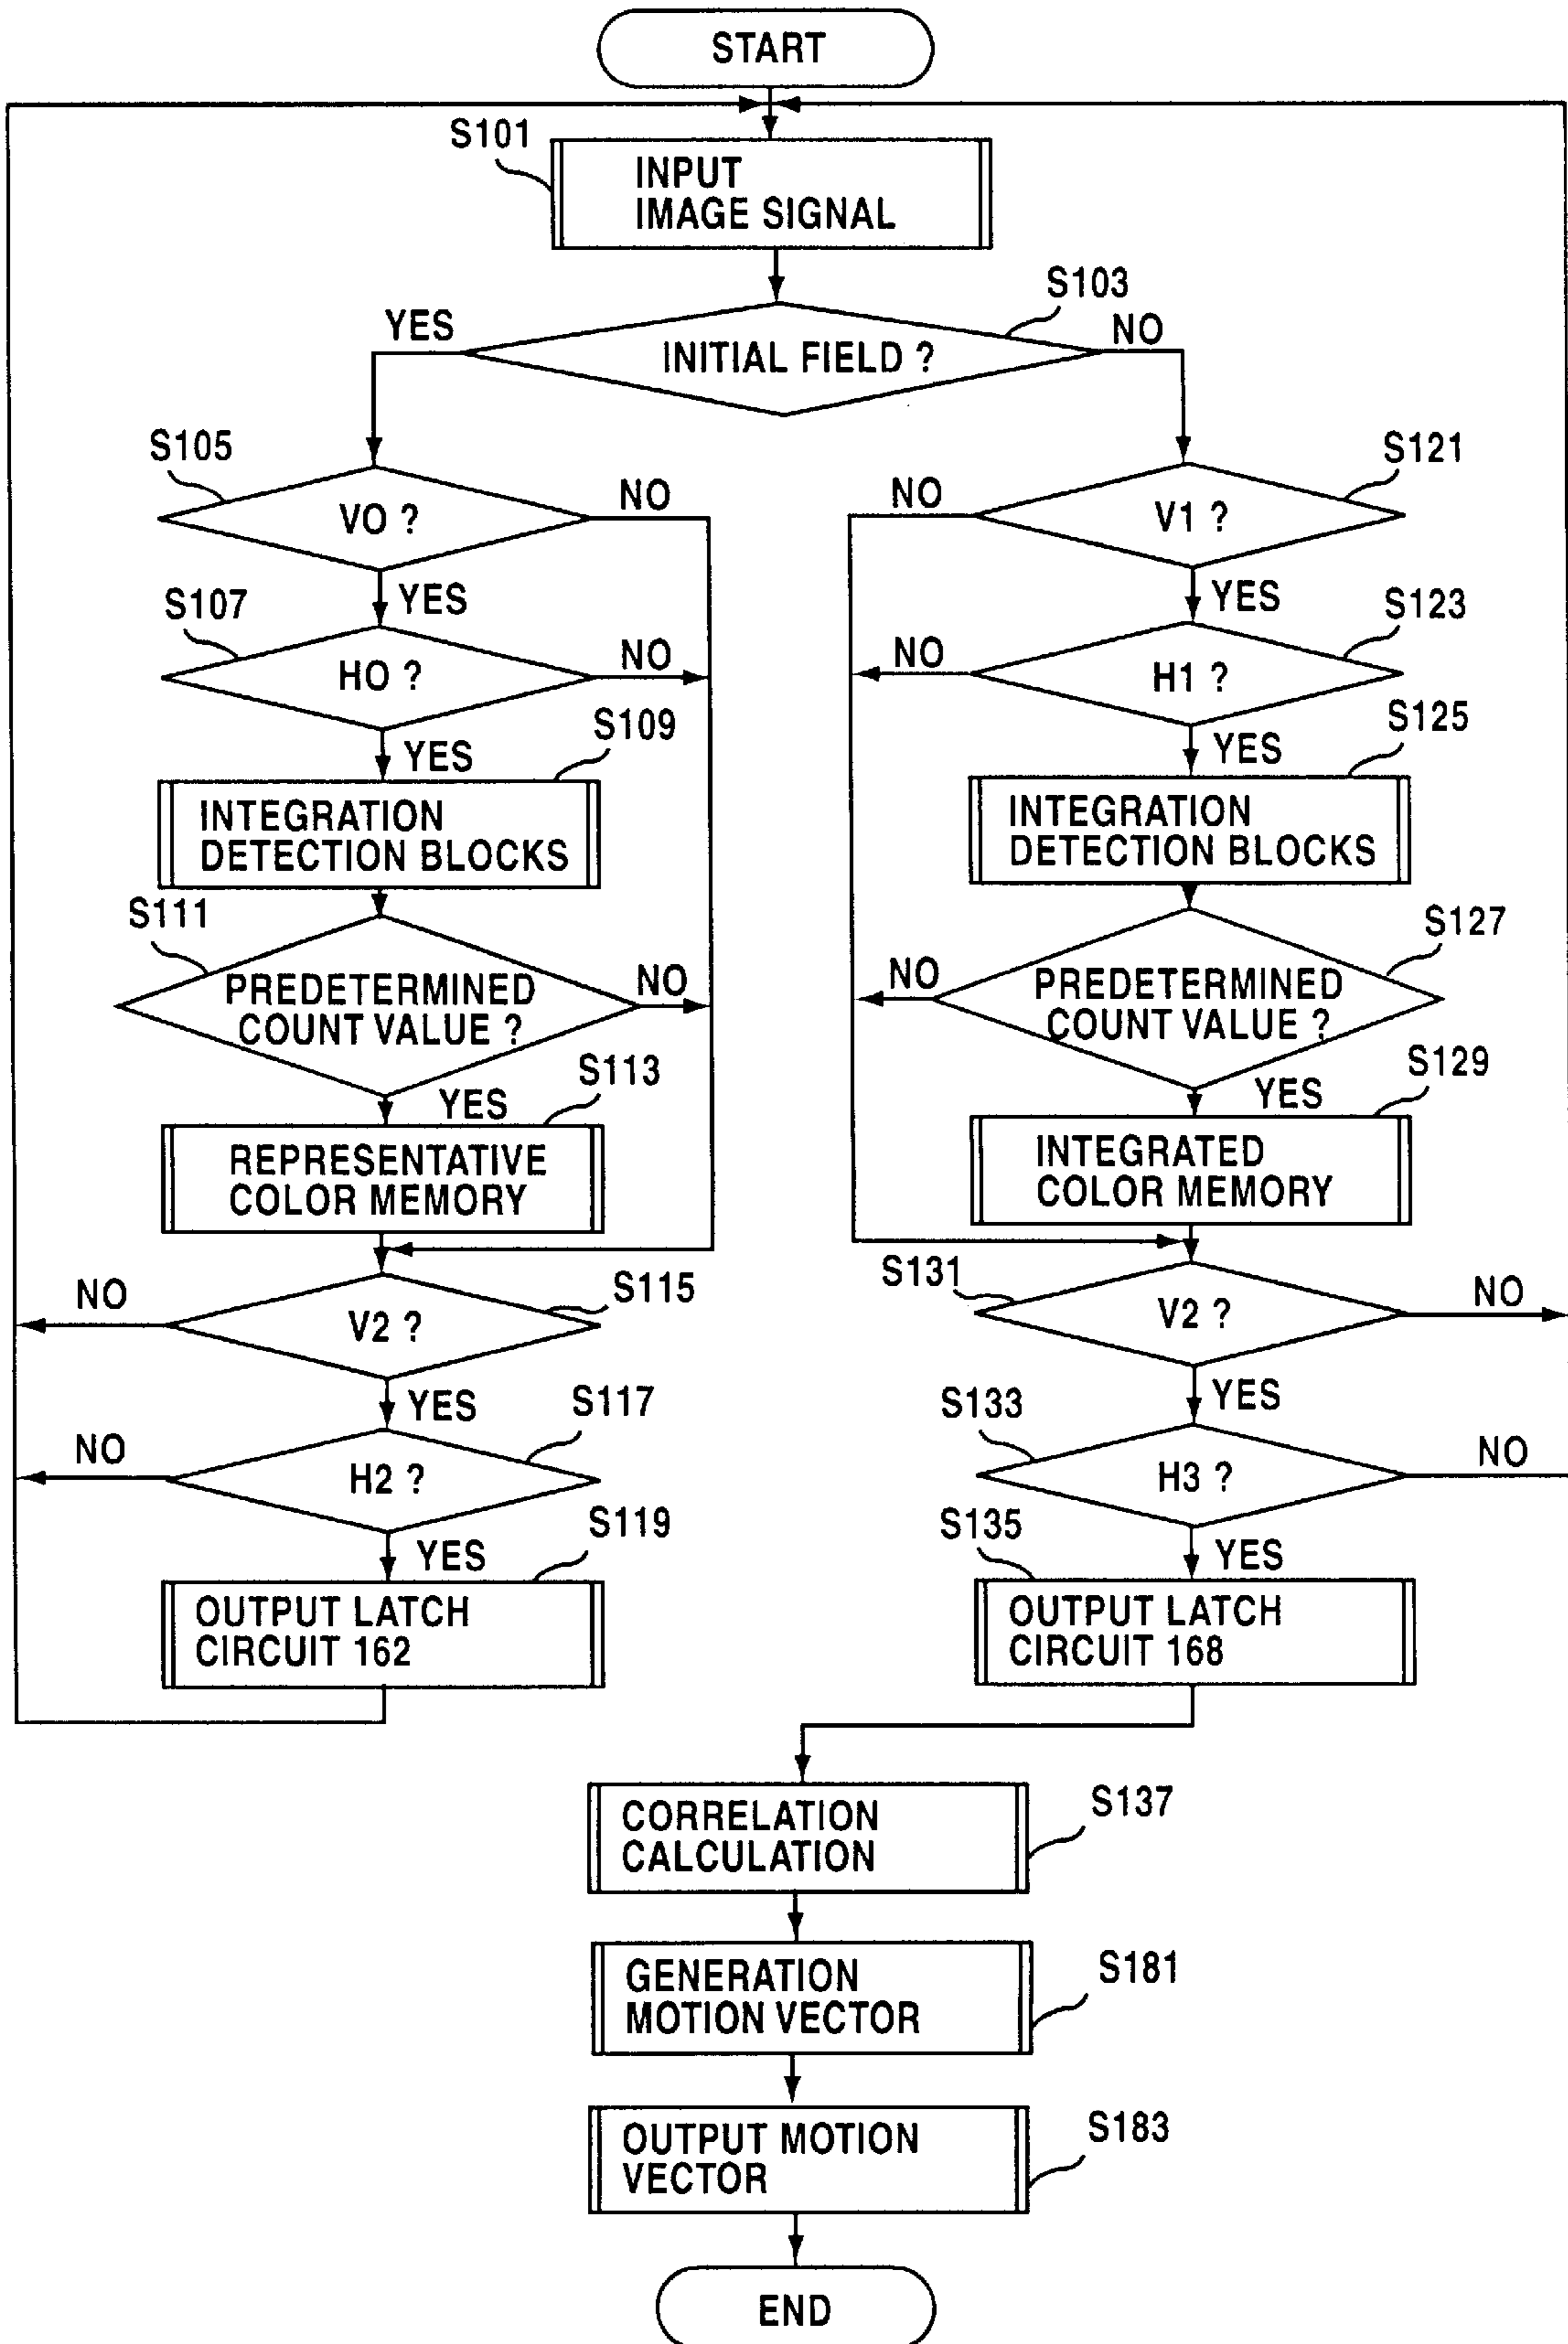 START
S101
INPUT
IMAGE SIGNAL
S103
YES
INITIAL FIELD ?
NO
S105
VO ?
NO
YES
S107
HO ?
NO
YES
S109
INTEGRATION
DETECTION BLOCKS
S111
PREDETERMINED
COUNT VALUE ?
NO
YES
S113
REPRESENTATIVE
COLOR MEMORY
S115
V2 ?
NO
YES
S117
H2 ?
NO
YES
S119
OUTPUT LATCH
CIRCUIT 162
S121
V1 ?
NO
YES
S123
H1 ?
NO
YES
S125
INTEGRATION
DETECTION BLOCKS
S127
PREDETERMINED
COUNT VALUE ?
NO
YES
S129
INTEGRATED
COLOR MEMORY
S131
V2 ?
NO
YES
S133
H3 ?
NO
YES
S135
OUTPUT LATCH
CIRCUIT 168
CORRELATION
CALCULATION
S137
GENERATION
MOTION VECTOR
S181
OUTPUT MOTION
VECTOR
S183
END